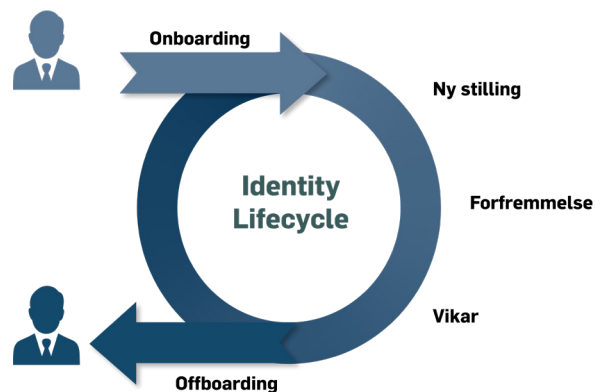 Onboarding
Ny stilling
Identity
Lifecycle
Forfremmelse
Vikar
Offboarding